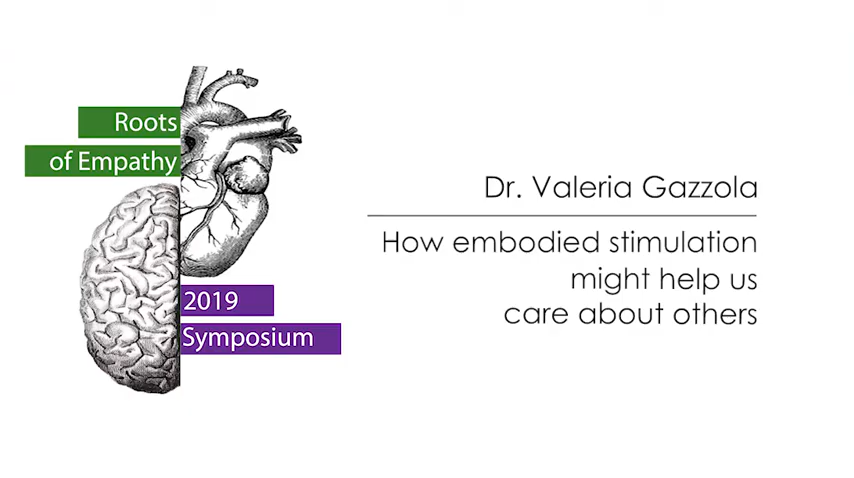 Roots
of Empathy
2019
Symposium
Dr. Valeria Gazzola
How embodied stimulation
might help us
care about others